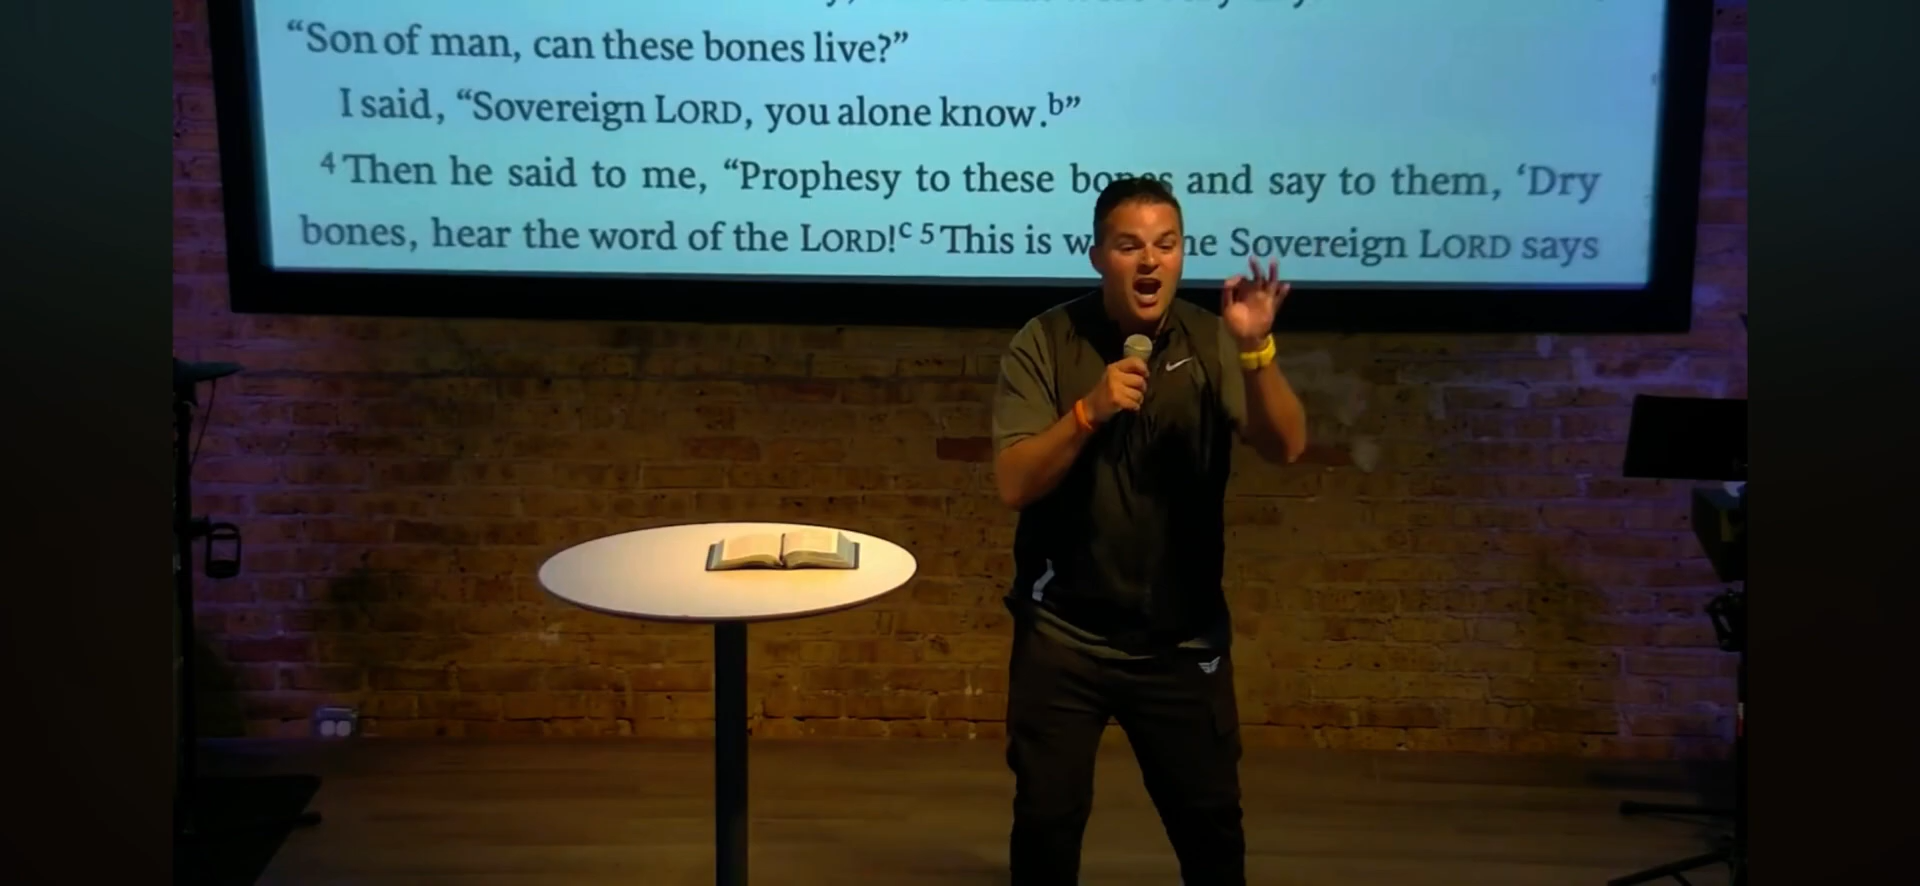 “Son of man, can these bones live?”
I said, “Sovereign LORD, you alone know.b”
4 Then he said to me, “Prophesy to these bones and say to them, ‘Dry
bones, hear the word of the LORD!c 5 This is w he Sovereign LORD says